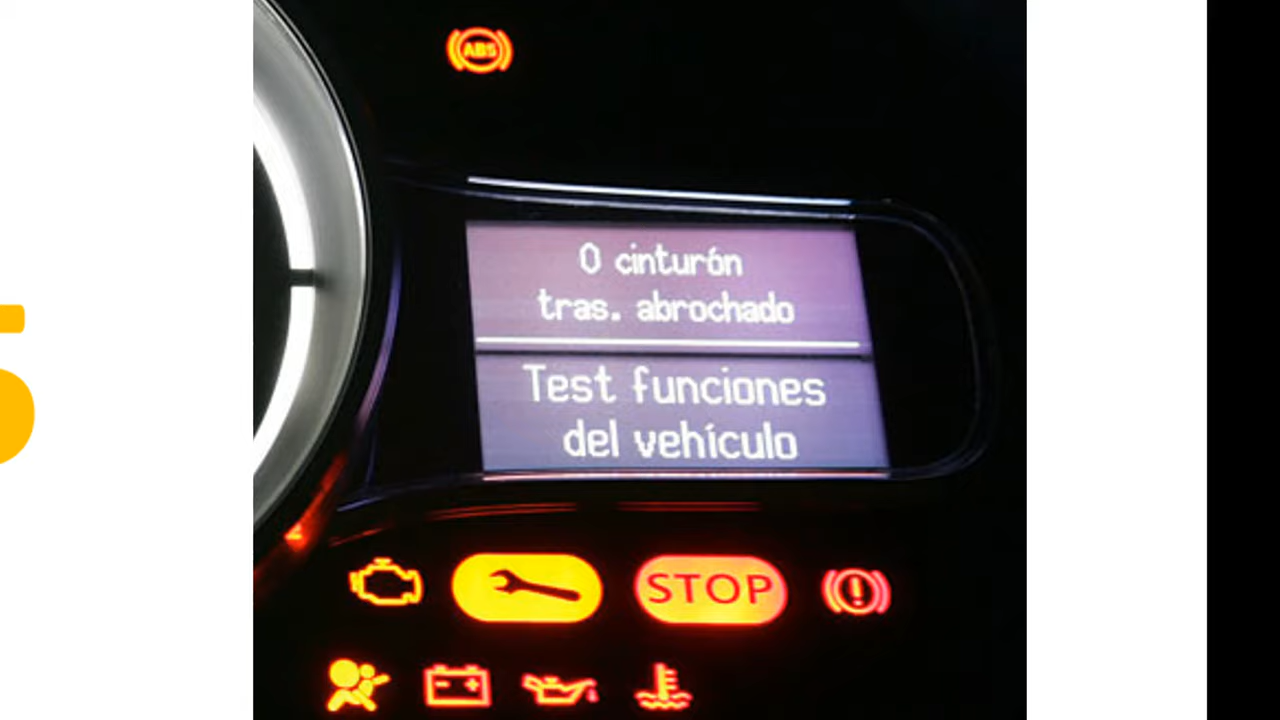 ABS
0 cinturón
tras. abrochado
Test funciones
del vehículo
STOP